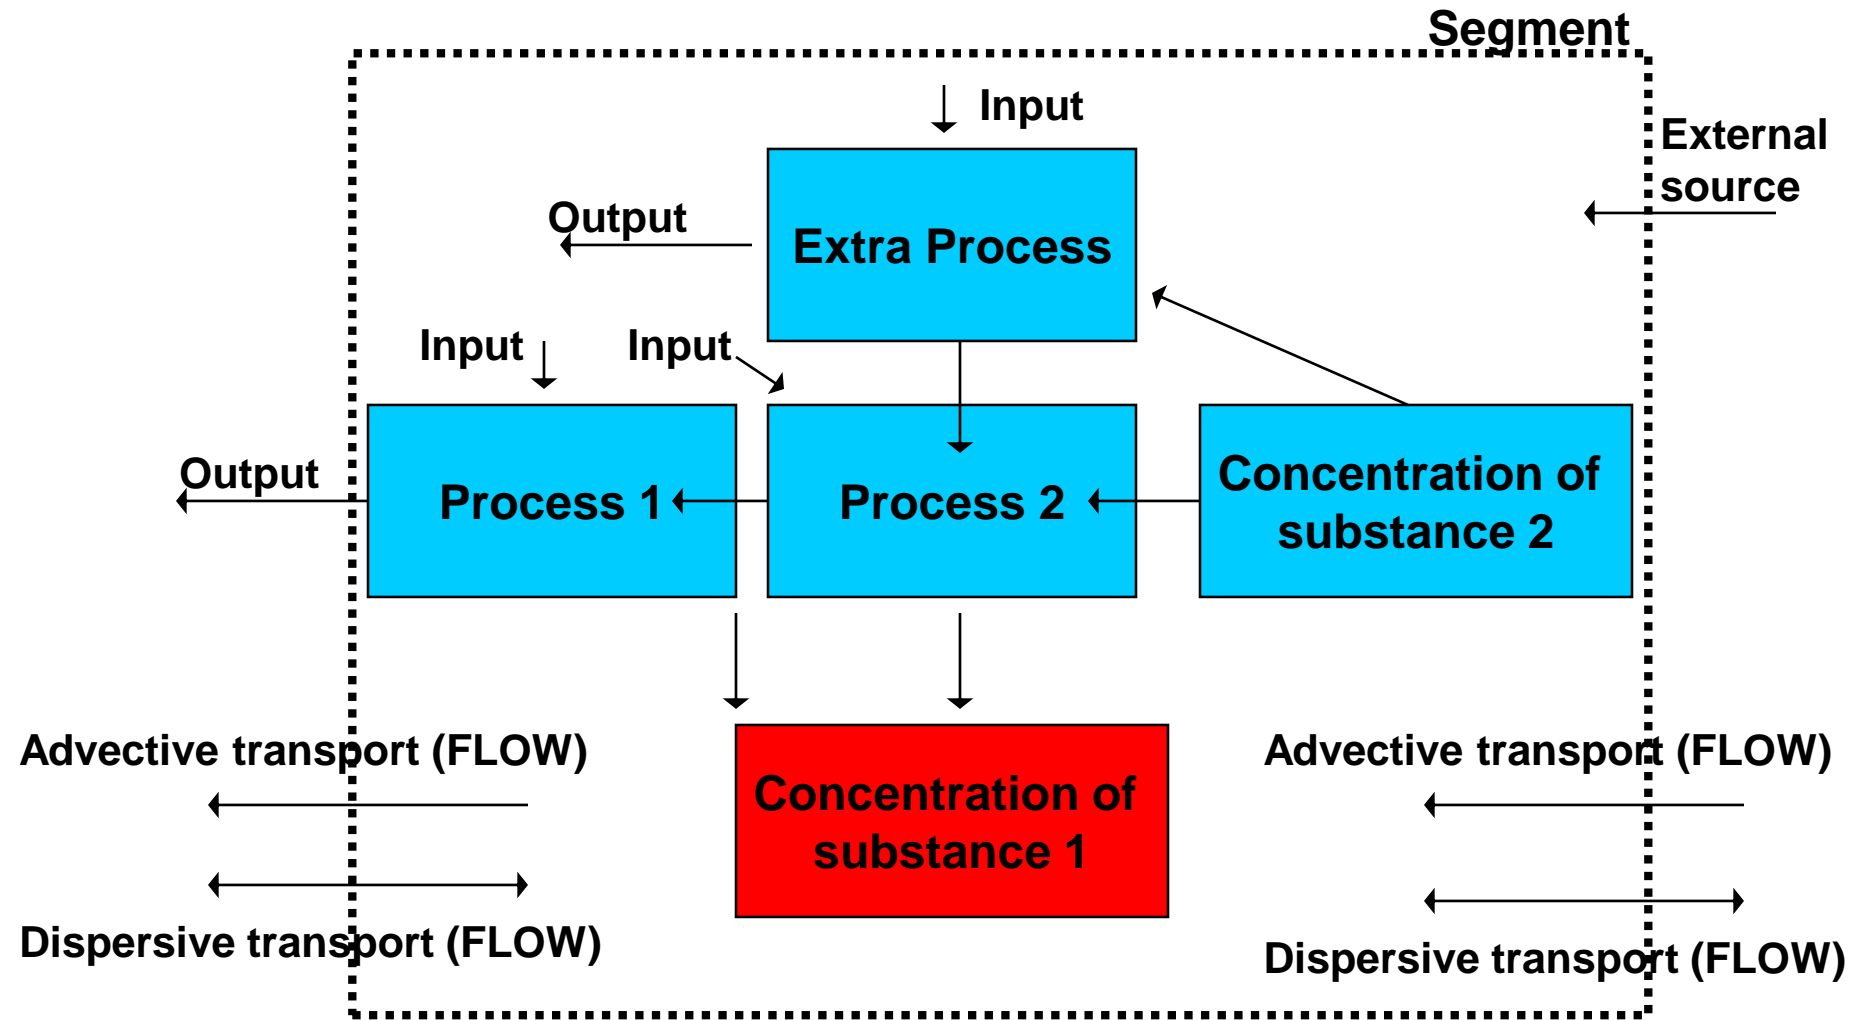 Segment
Input
External
source
Output
Extra Process
Input
Input
Output
Process 1
Process 2
Concentration of
substance 2
Advective transport (FLOW)
Advective transport (FLOW)
Concentration of
substance 1
Dispersive transport (FLOW)
Dispersive transport (FLOW)